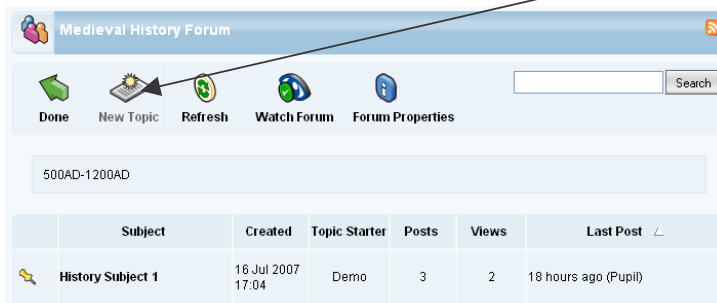 Medieval History Forum
Search
Done New Topic Refresh Watch Forum Forum Properties
500AD-1200AD
Subject Created Topic Starter Posts Views Last Post
History Subject 1 16 Jul 2007 17:04 Demo 3 2 18 hours ago (Pupil)